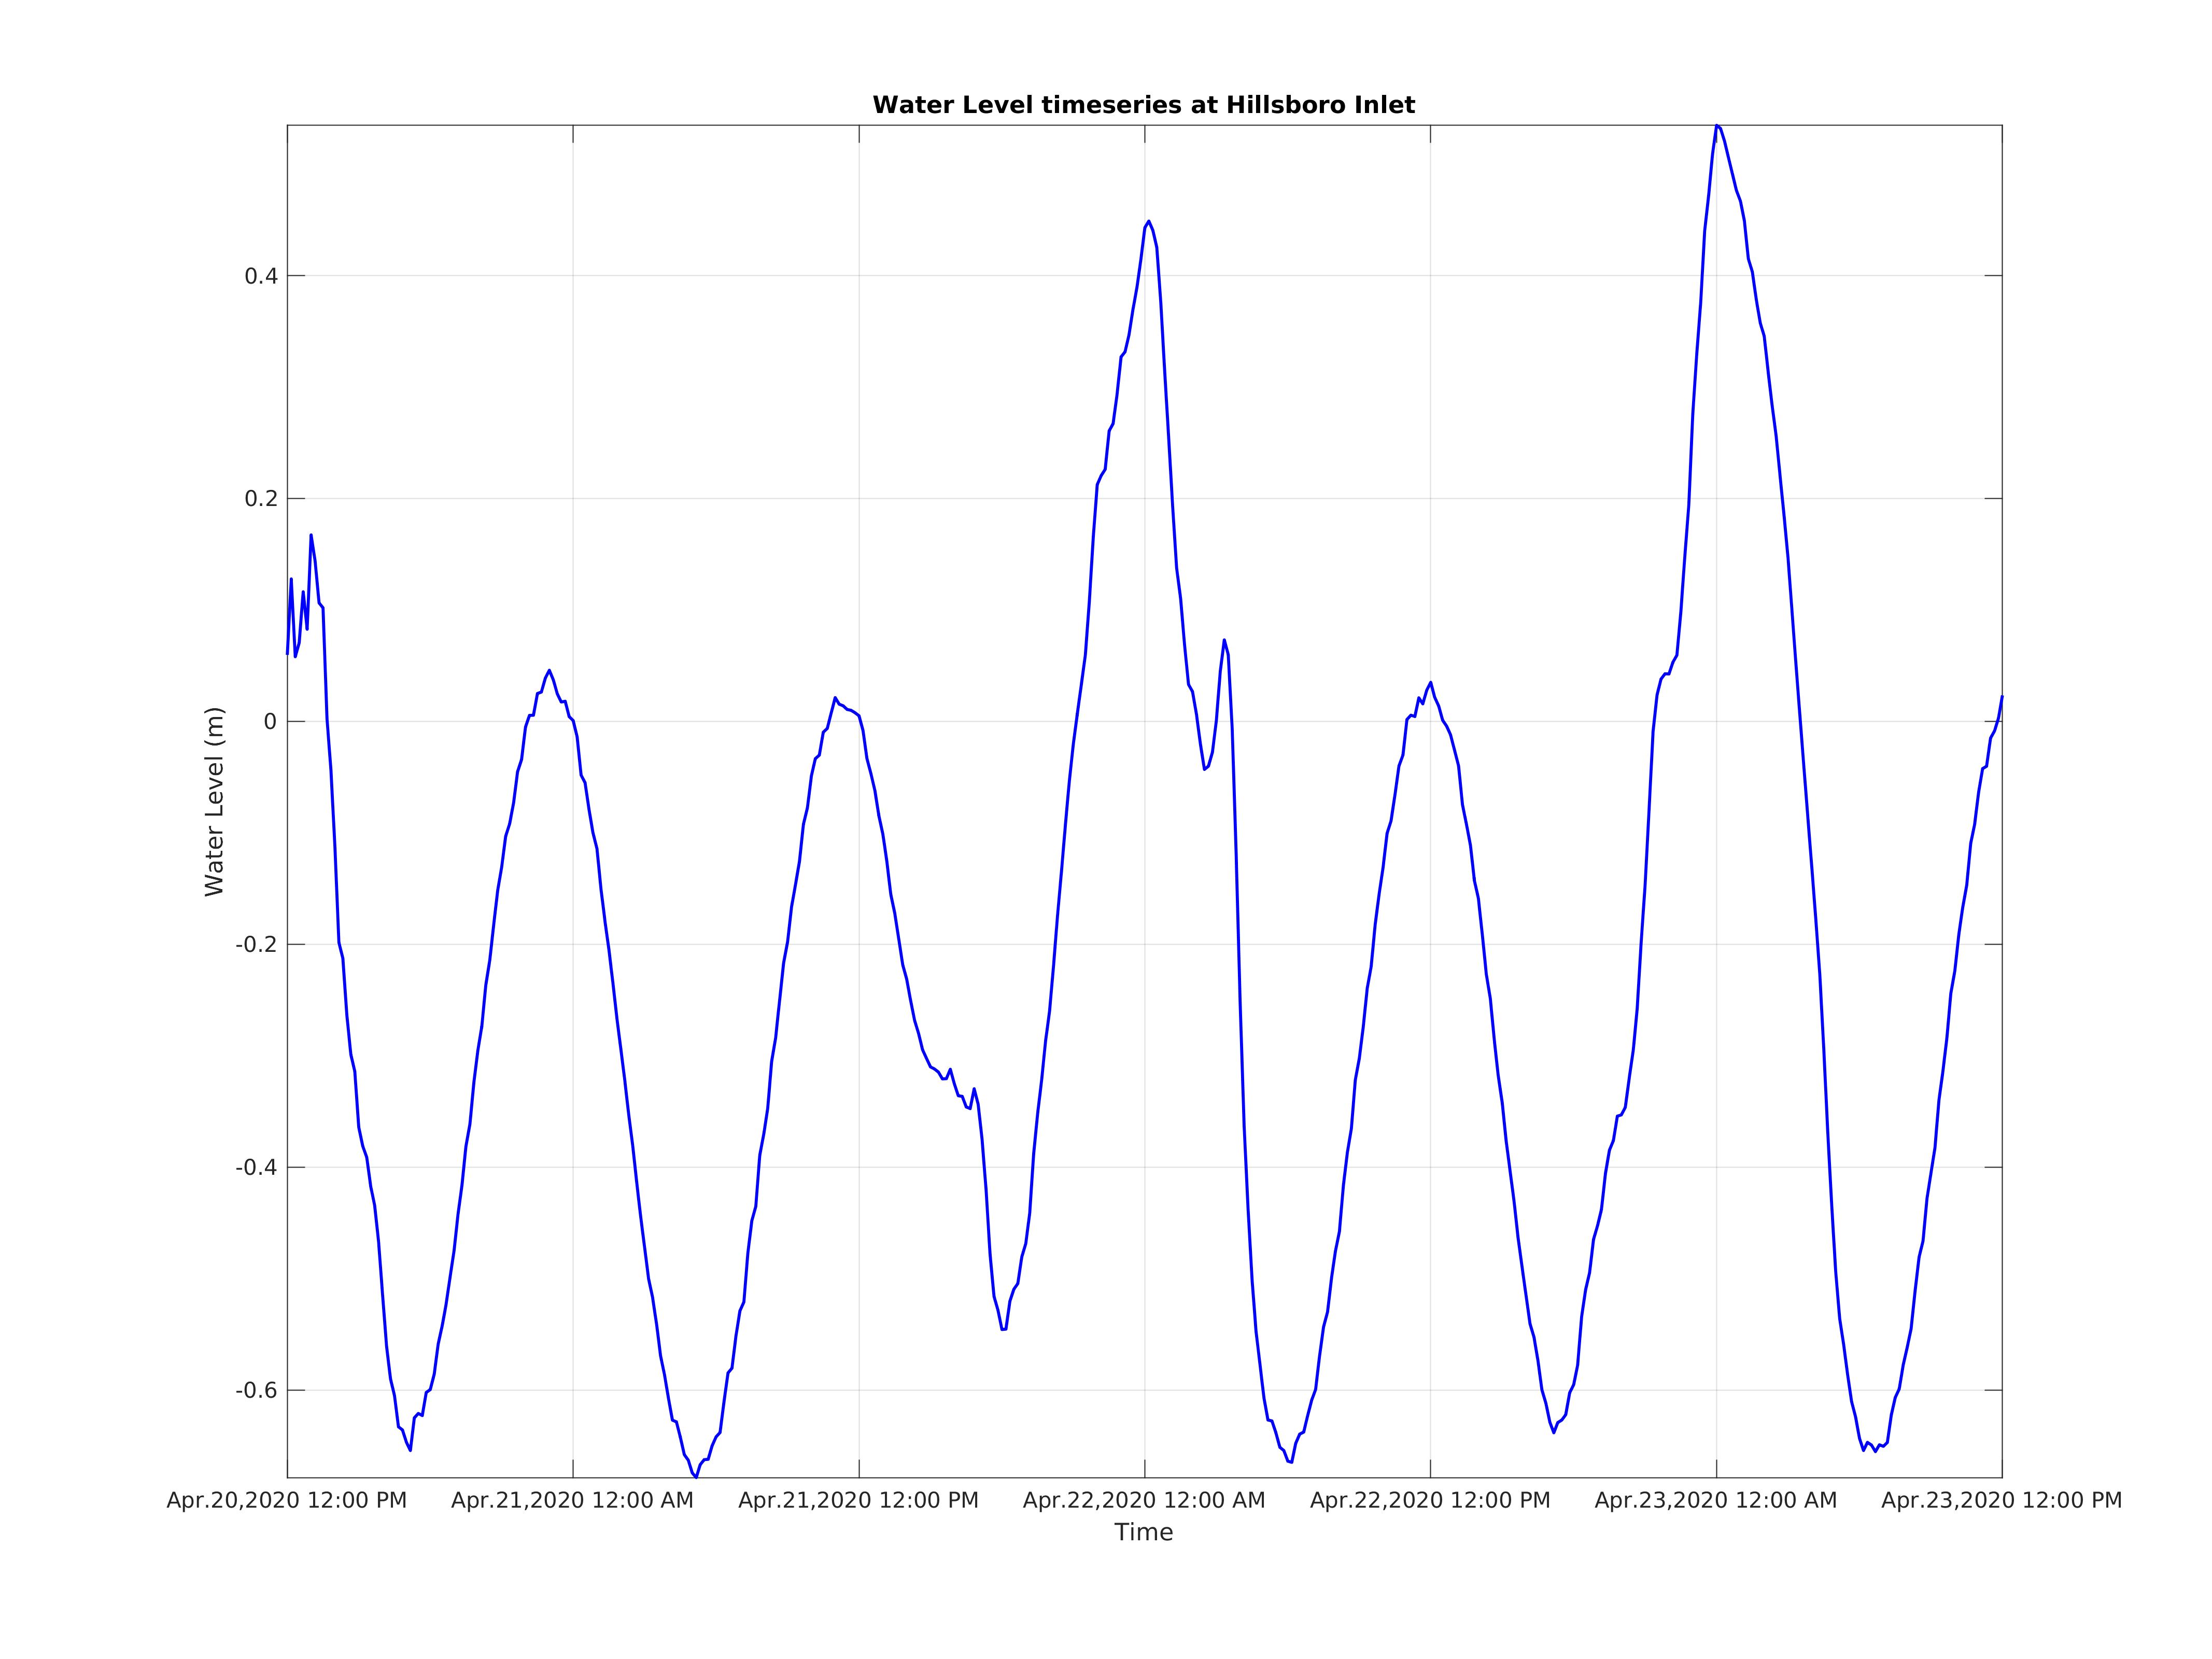 Water Level timeseries at Hillsboro Inlet
Water Level (m)
0.4
0.2
0
-0.2
-0.4
-0.6
Apr.20,2020 12:00 PM
Apr.21,2020 12:00 AM
Apr.21,2020 12:00 PM
Apr.22,2020 12:00 AM
Apr.22,2020 12:00 PM
Apr.23,2020 12:00 AM
Apr.23,2020 12:00 PM
Time